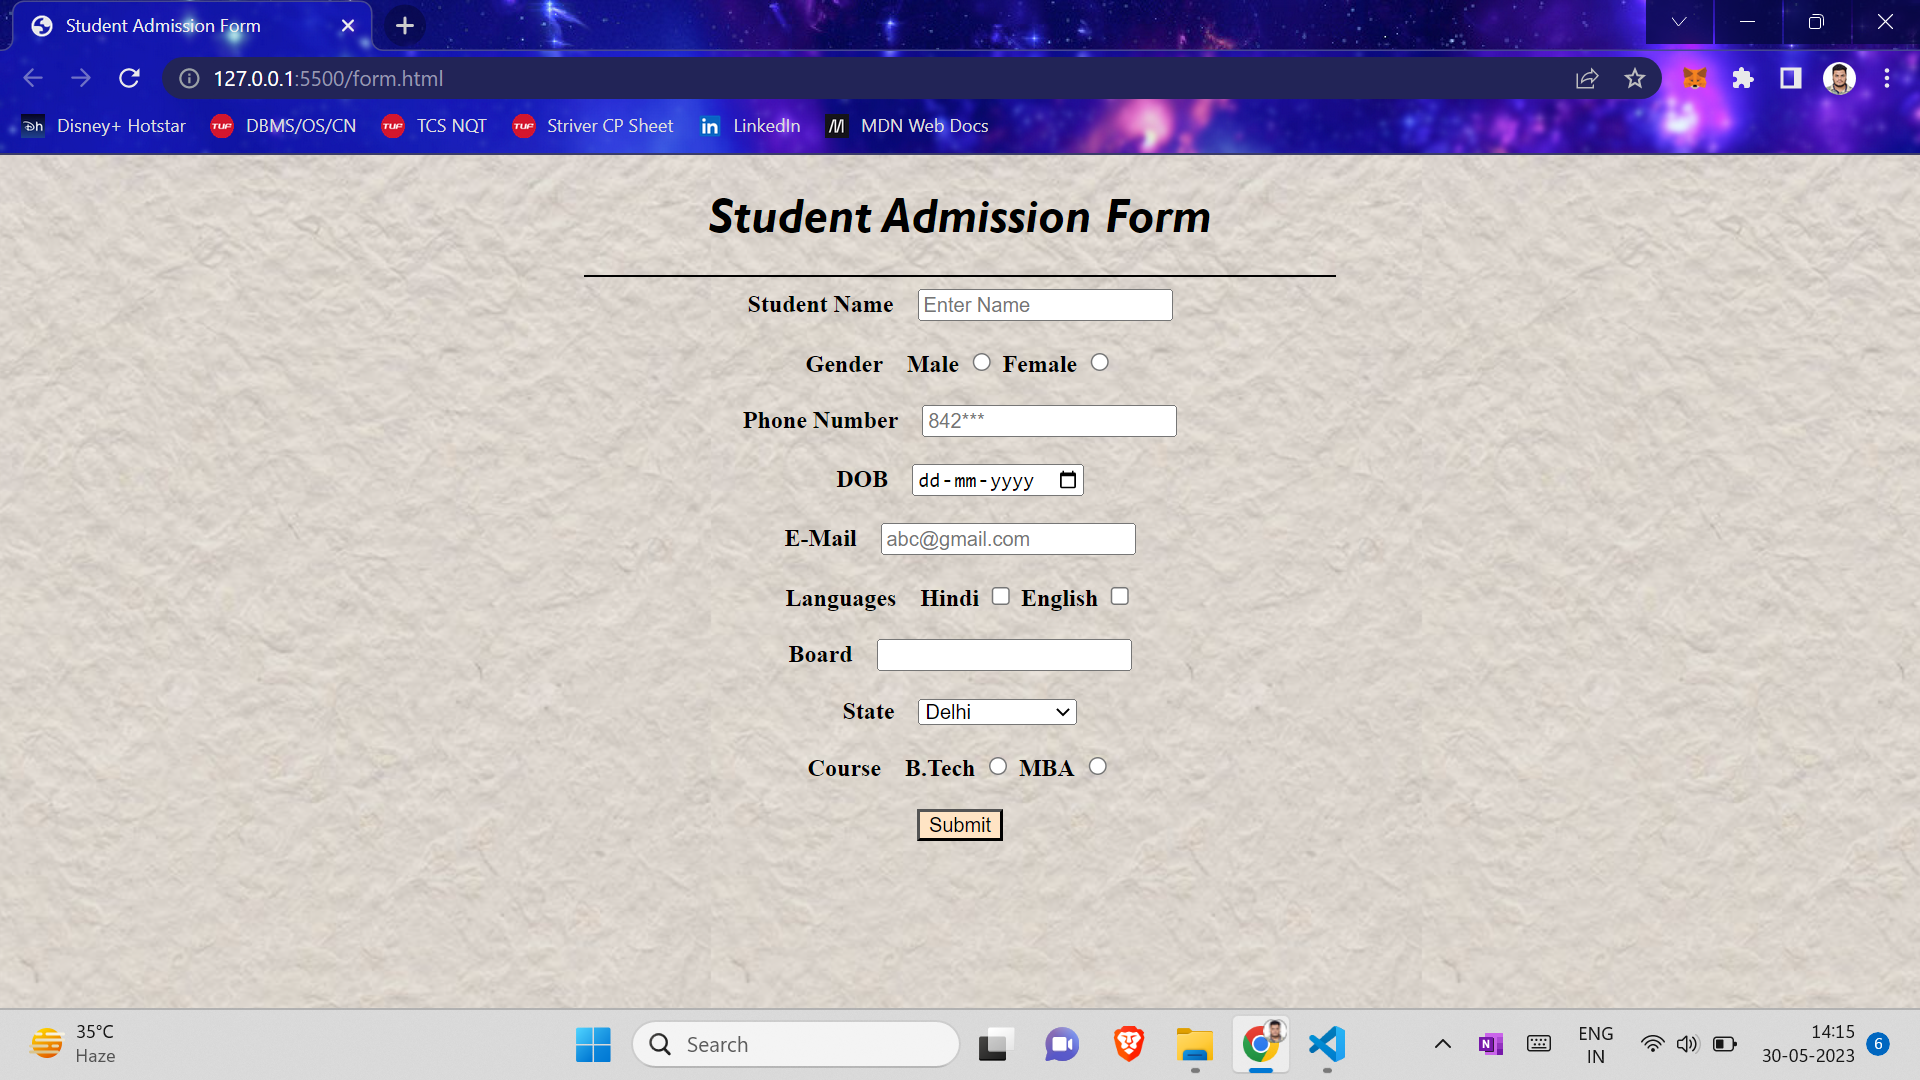 Student Admission Form
127.0.0.1:5500/form.html
Disney+ Hotstar DBMS/OS/CN TCS NQT Striver CP Sheet LinkedIn MDN Web Docs
Student Admission Form
Student Name Enter Name
Gender Male Female
Phone Number 842***
DOB dd-mm-yyyy
E-Mail abc@gmail.com
Languages Hindi English
Board
State Delhi
Course B.Tech MBA
Submit
35°C
Haze
Search
ENG
IN
14:15
30-05-2023
6